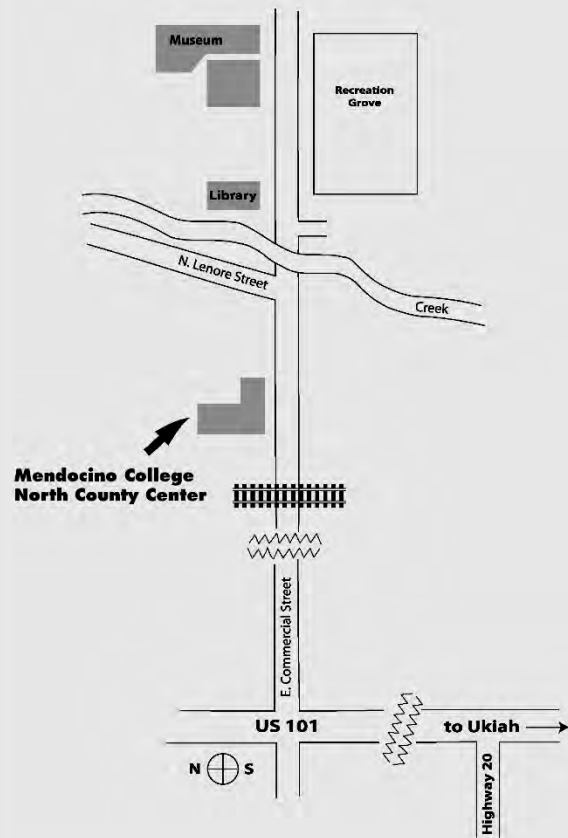 Museum
Recreation
Grove
Library
N. Lenore Street
Creek
Mendocino College
North County Center
E. Commercial Street
US 101
to Ukiah
N S
Highway 20